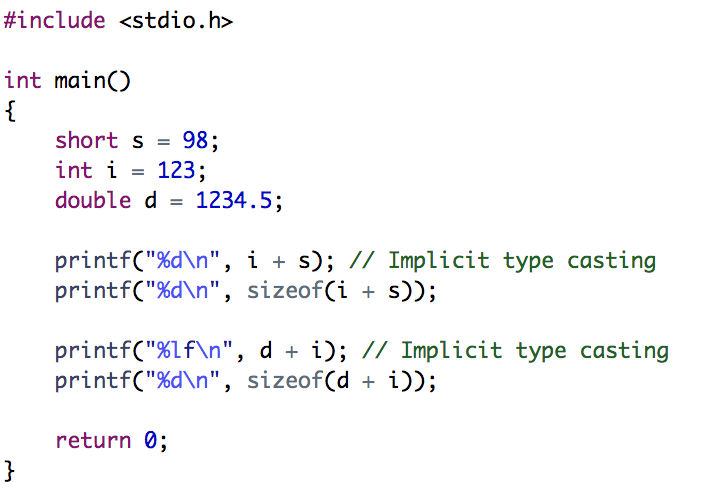 #include <stdio.h>
int main()
{
short s = 98;
int i = 123;
double d = 1234.5;
printf("%d\n", i + s); // Implicit type casting
printf("%d\n", sizeof(i + s));
printf("%lf\n", d + i); // Implicit type casting
printf("%d\n", sizeof(d + i));
return 0;
}